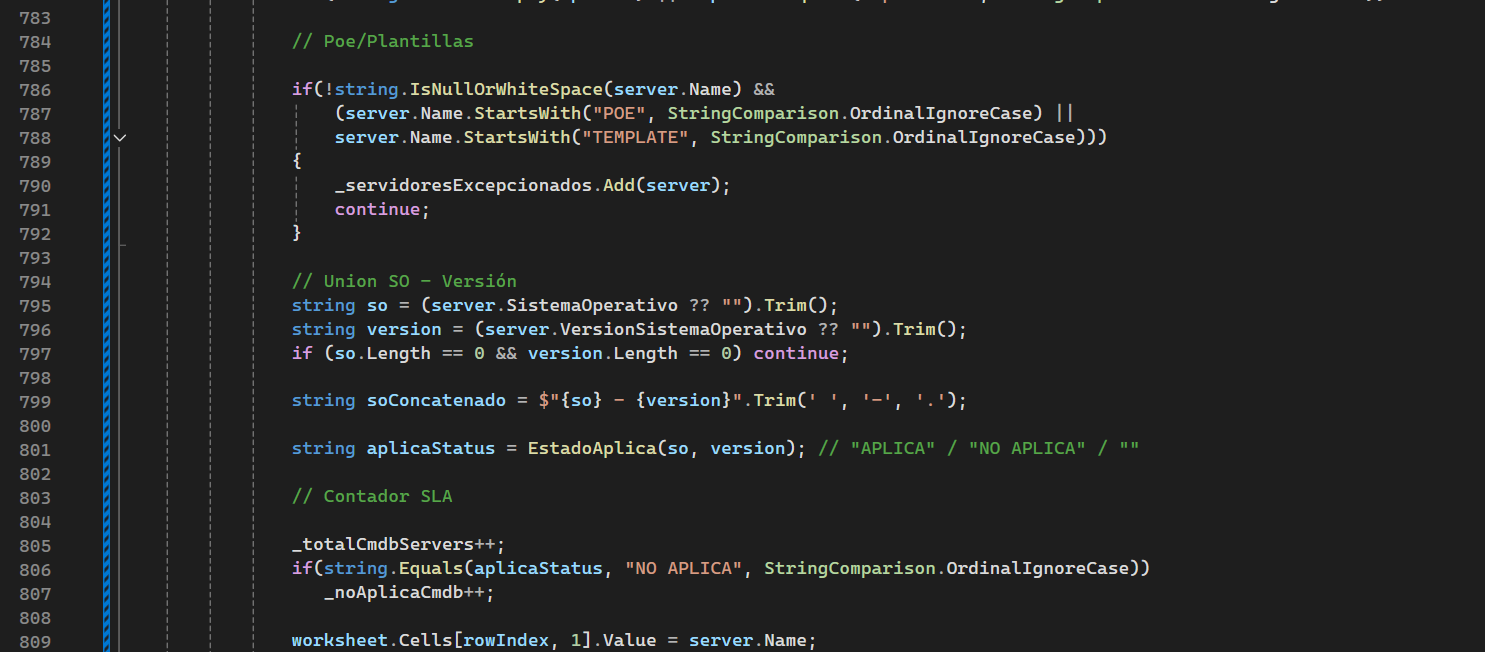 783
784 // Poe/Plantillas
785
786 if(!string.IsNullOrWhiteSpace(server.Name) &&
787 (server.Name.StartsWith("POE", StringComparison.OrdinalIgnoreCase) ||
788 server.Name.StartsWith("TEMPLATE", StringComparison.OrdinalIgnoreCase)))
789 {
790 _servidoresExcepcionados.Add(server);
791 continue;
792 }
793
794 // Union SO - Versión
795 string so = (server.SistemaOperativo ?? "").Trim();
796 string version = (server.VersionSistemaOperativo ?? "").Trim();
797 if (so.Length == 0 && version.Length == 0) continue;
798
799 string soConcatenado = $"{so} - {version}".Trim(' ', '-', '.');
800
801 string aplicaStatus = EstadoAplica(so, version); // "APLICA" / "NO APLICA" / ""
802
803 // Contador SLA
804
805 _totalCmdbServers++;
806 if(string.Equals(aplicaStatus, "NO APLICA", StringComparison.OrdinalIgnoreCase))
807 _noAplicaCmdb++;
808
809 worksheet.Cells[rowIndex, 1].Value = server.Name;